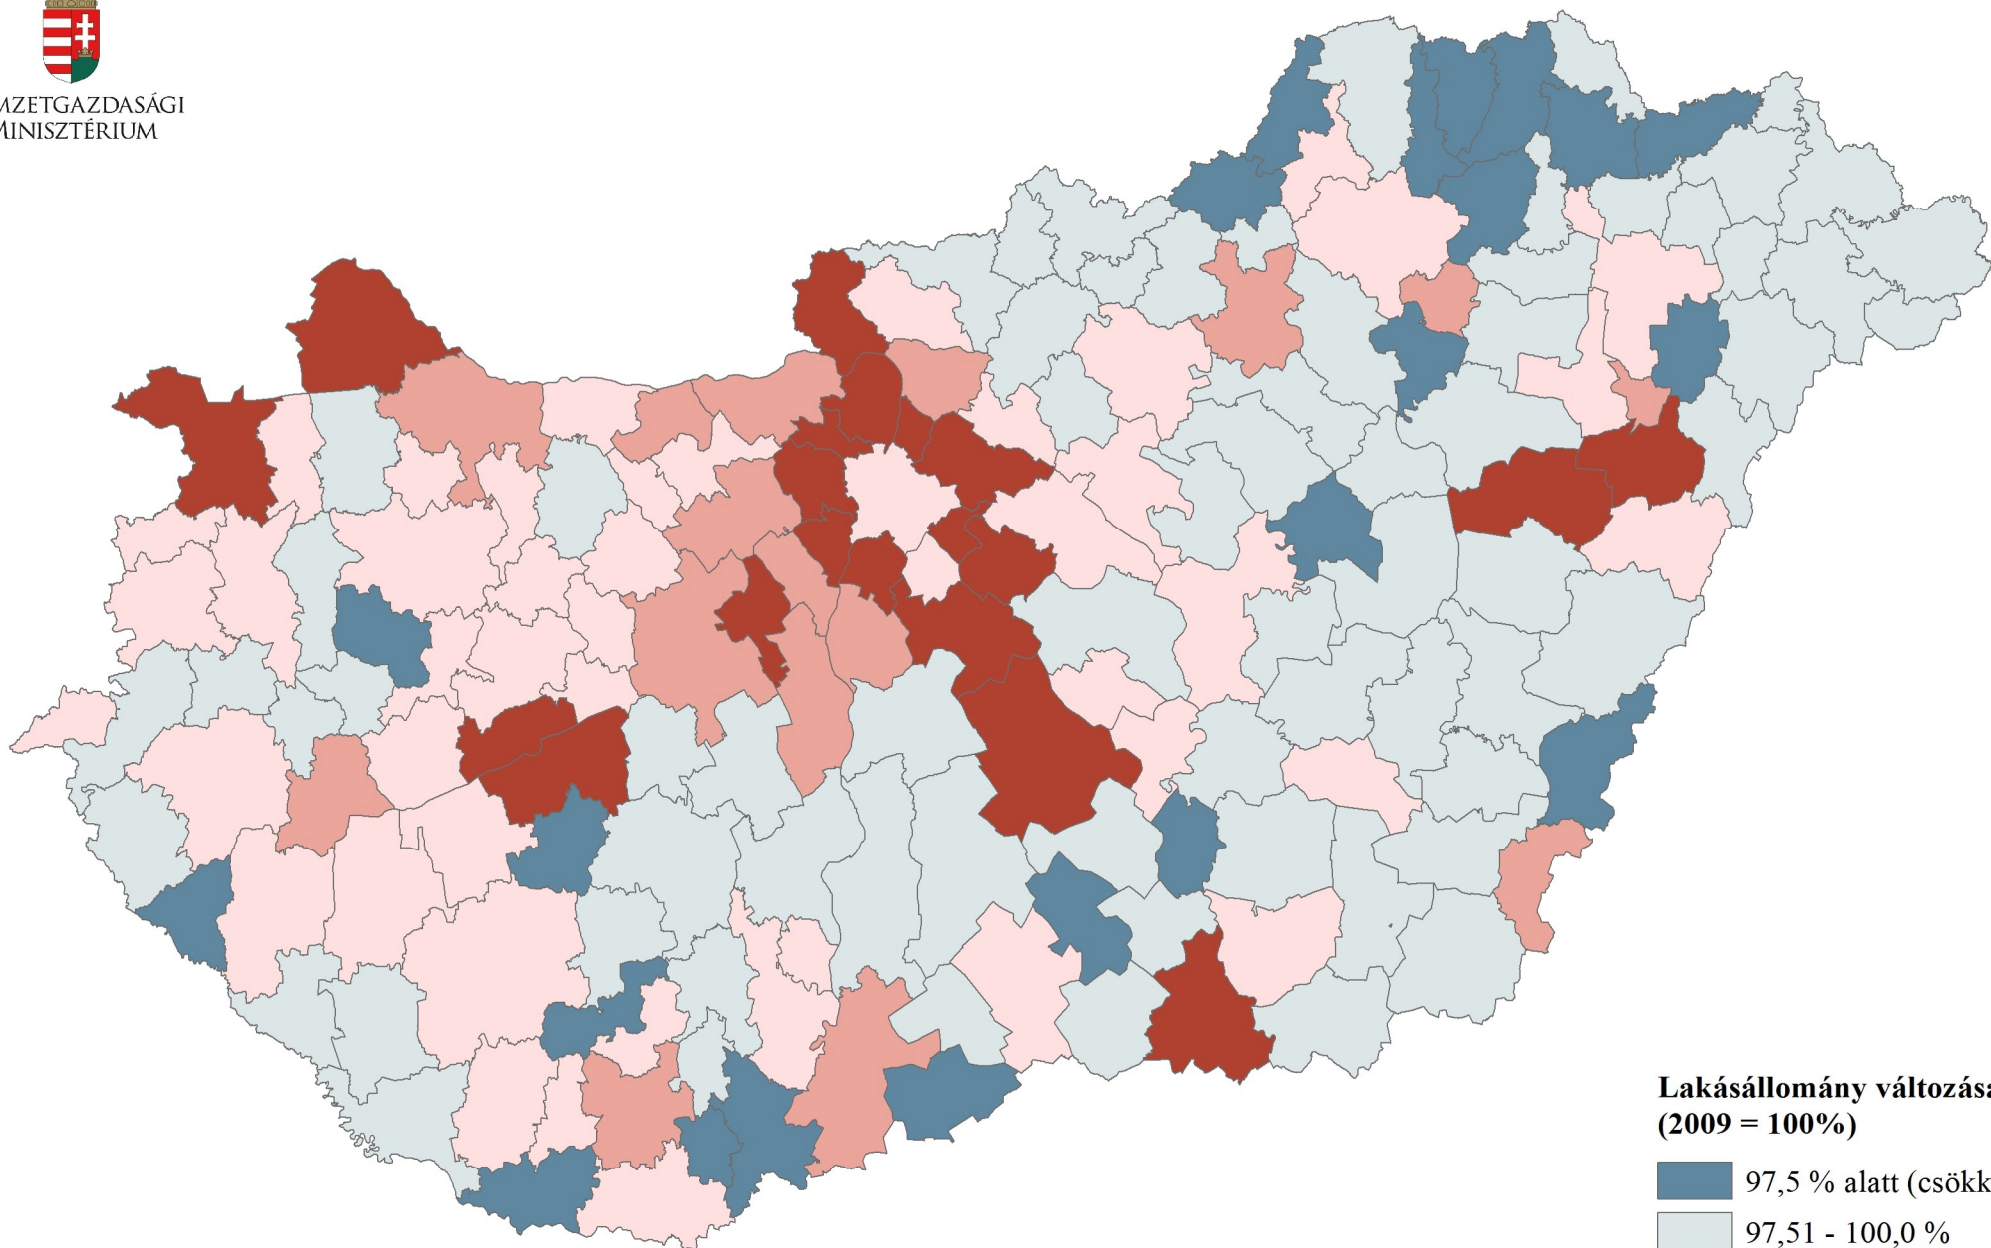 MZETGAZDASÁGI
MINISZTÉRIUM
Lakásállomány változása
(2009 = 100%)
97,5 % alatt (csökk
97,51 - 100,0 %